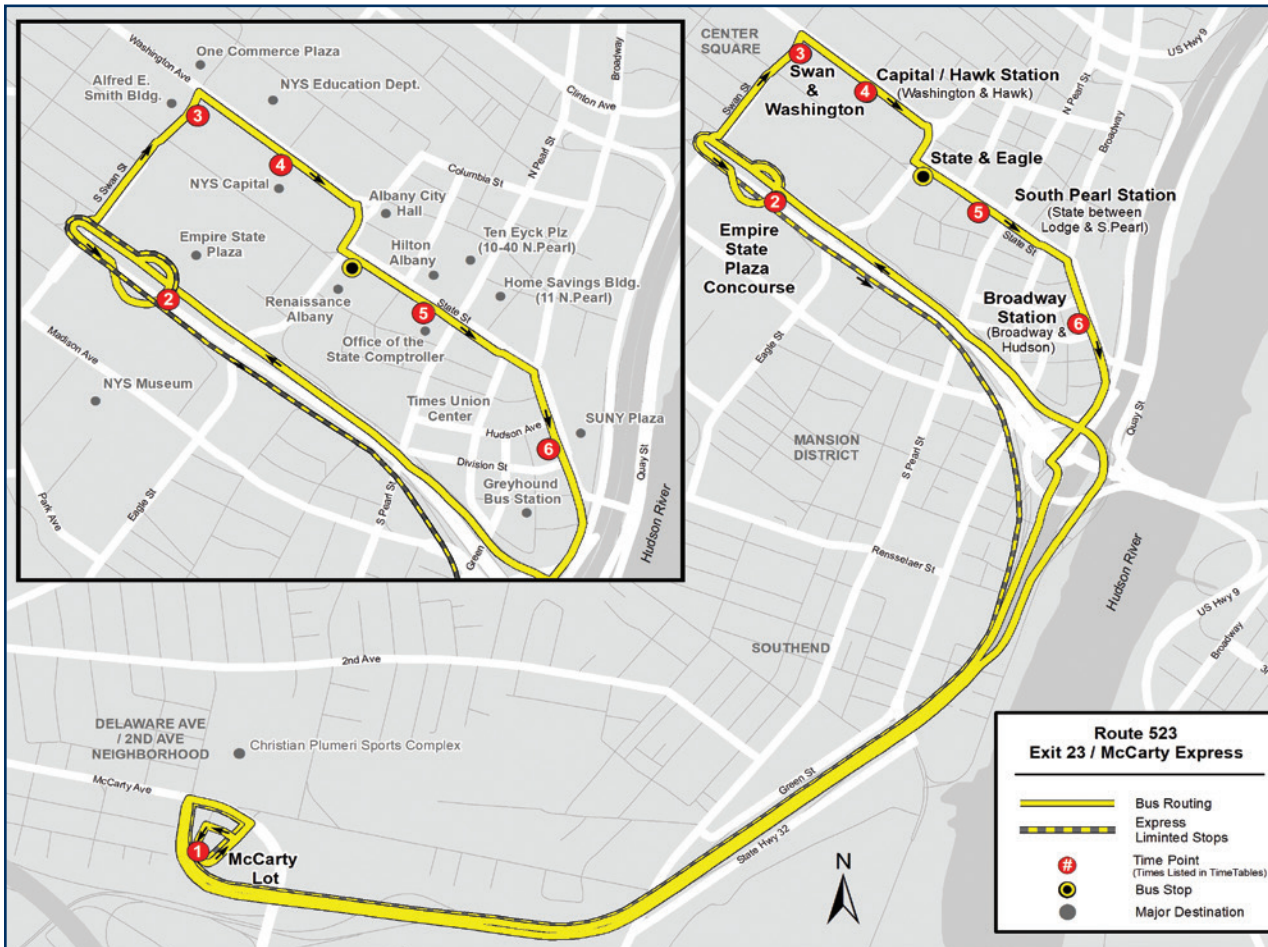 One Commerce Plaza
Washington Ave
Alfred E.
Smith Bldg.
NYS Education Dept.
Broadway
Clinton Ave
3
4
S Swan St
NYS Capital
Columbia St
N Pearl St
Albany City
Hall
Empire State
Plaza
Hilton
Albany
Ten Eyck Plz
(10-40 N.Pearl)
2
Renaissance
Albany
Home Savings Bldg.
(11 N.Pearl)
5
State St
Office of the
State Comptroller
Madison Ave
NYS Museum
Times Union
Center
Hudson Ave
SUNY Plaza
6
Division St
Quay St
Greyhound
Bus Station
Park Ave
Eagle St
S Pearl St
Green
Hudson River
CENTER
SQUARE
US Hwy 9
3
Swan
&
Washington
Swan St
4
Capital / Hawk Station
(Washington & Hawk)
N Pearl St
Broadway
State & Eagle
2
Empire
State
Plaza
Concourse
5
South Pearl Station
(State between
Lodge & S.Pearl)
State St
Broadway
Station
(Broadway &
Hudson)
6
Eagle St
Quay St
MANSION
DISTRICT
S Pearl St
Rensselaer St
Hudson River
US Hwy 9
Broadway
SOUTHEND
2nd Ave
DELAWARE AVE
/ 2ND AVE
NEIGHBORHOOD
Christian Plumeri Sports Complex
McCarty Ave
1
McCarty
Lot
Green St
State Hwy 32
N
Route 523
Exit 23 / McCarty Express
Bus Routing
Express
Liminted Stops
#
Time Point
(Times Listed in TimeTables)
Bus Stop
Major Destination